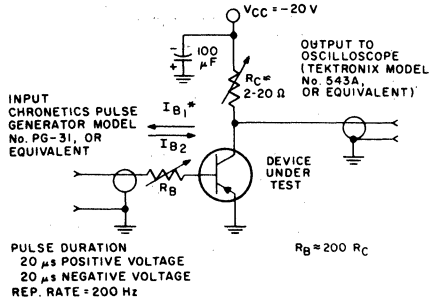 VCC = –20 V
–
+
100
μF
RC≈
2-20 Ω
OUTPUT TO
OSCILLOSCOPE
(TEKTRONIX MODEL
No. 543A,
OR EQUIVALENT)
INPUT
CHRONETICS PULSE
GENERATOR MODEL
No. PG-31, OR
EQUIVALENT
IB1*
IB2
RB
DEVICE
UNDER
TEST
PULSE DURATION
20 μs POSITIVE VOLTAGE
20 μs NEGATIVE VOLTAGE
REP. RATE = 200 Hz
RB ≈ 200 RC